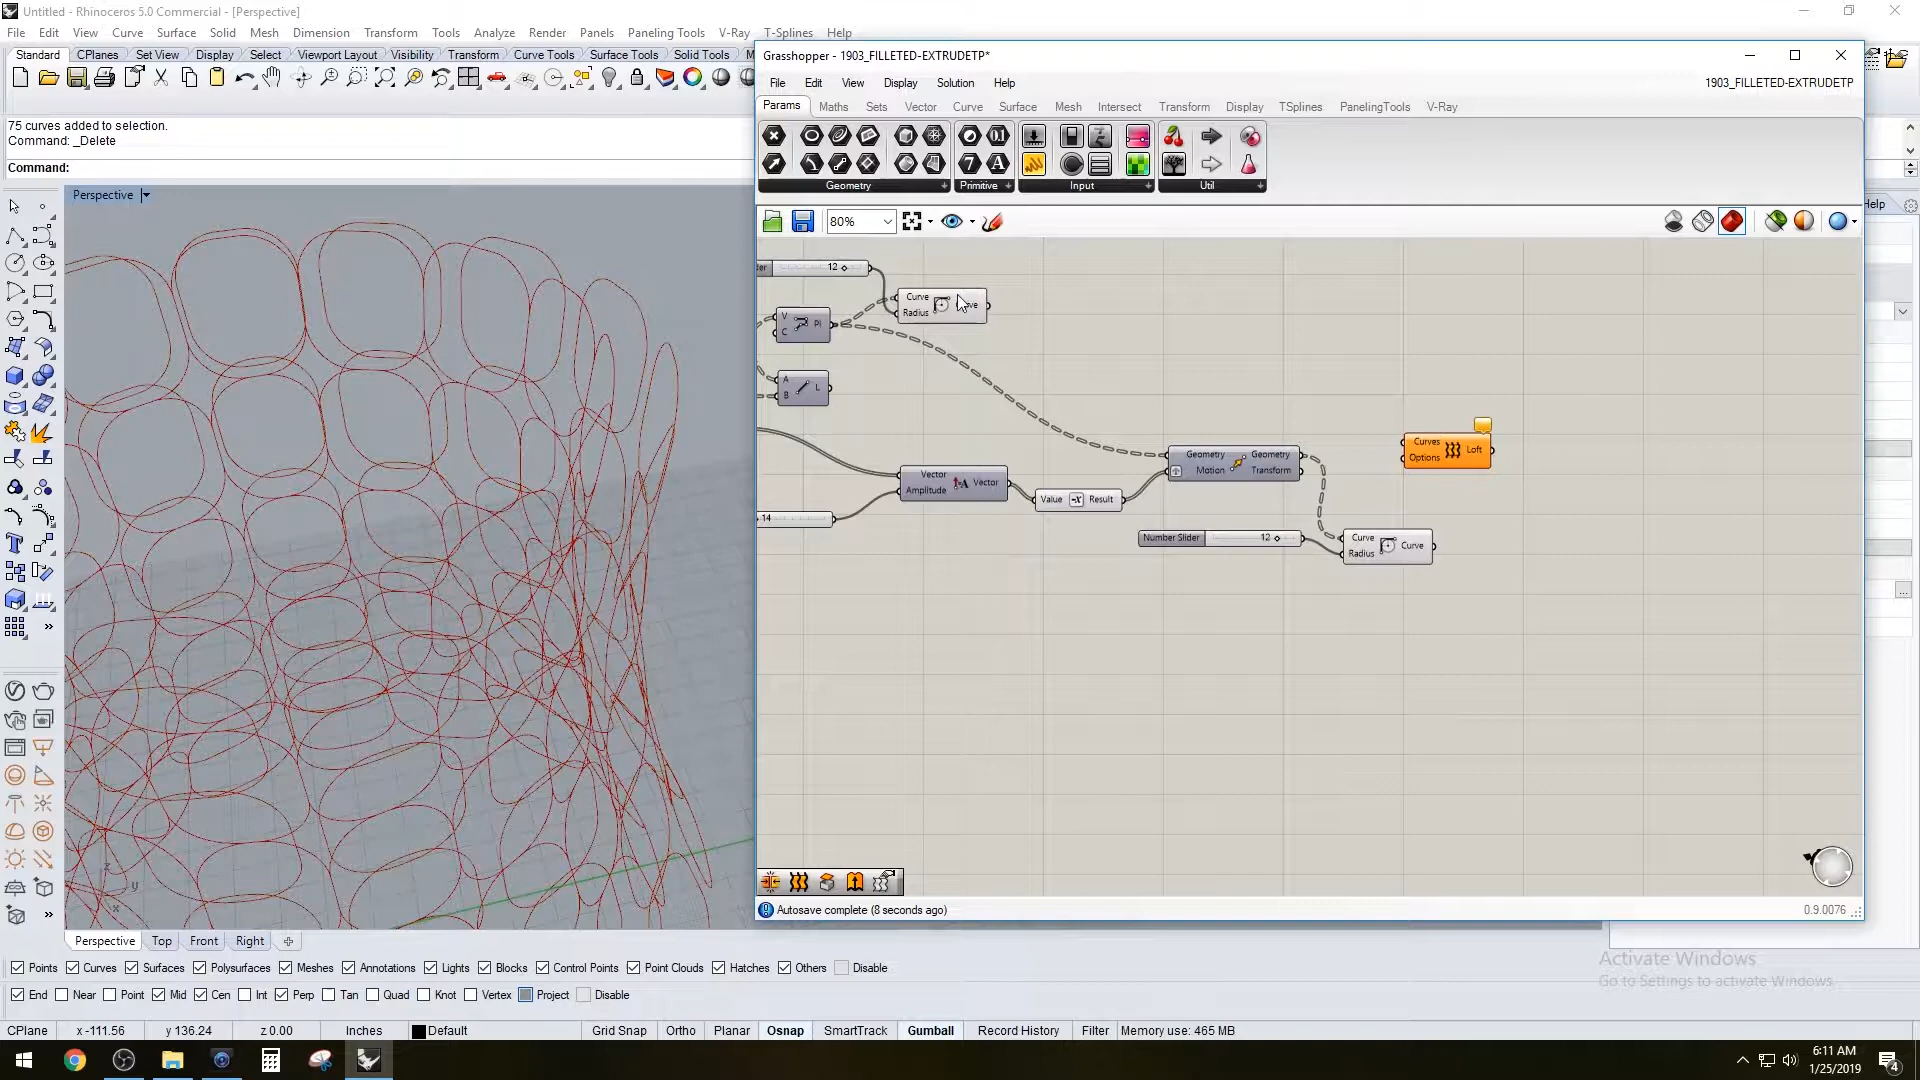 Untitled - Rhinoceros 5.0 Commercial - [Perspective]
File Edit View Curve Surface Solid Mesh Dimension Transform Tools Analyze Render Panels Paneling Tools V-Ray T-Splines Help
Standard CPlanes Set View Display Select Viewport Layout Visibility Transform Curve Tools Surface Tools Solid Tools M
75 curves added to selection.
Command: _Delete
Command:
Perspective
Grasshopper - 1903_FILLETED-EXTRUDETP*
File Edit View Display Solution Help
1903_FILLETED-EXTRUDETP
Params Maths Sets Vector Curve Surface Mesh Intersect Transform Display TSplines PanelingTools V-Ray
Geometry Primitive Input Util
80%
Help
12
Curve
Radius
V
C
Pl
A
B
L
Vector
Amplitude
Vector
14
Value Result
Geometry
Motion
Geometry
Transform
Number Slider 12
Curve
Radius
Curve
Curves
Options
Loft
Autosave complete (8 seconds ago)
0.9.0076
z
y
x
Perspective Top Front Right
Points Curves Surfaces Polysurfaces Meshes Annotations Lights Blocks Control Points Point Clouds Hatches Others Disable
End Near Point Mid Cen Int Perp Tan Quad Knot Vertex Project Disable
Activate Windows
Go to Settings to activate Windows.
CPlane x -111.56 y 136.24 z 0.00 Inches Default Grid Snap Ortho Planar Osnap SmartTrack Gumball Record History Filter Memory use: 465 MB
6:11 AM
1/25/2019
4